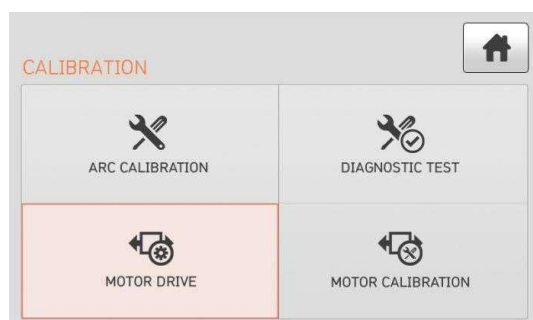 CALIBRATION
ARC CALIBRATION
DIAGNOSTIC TEST
MOTOR DRIVE
MOTOR CALIBRATION